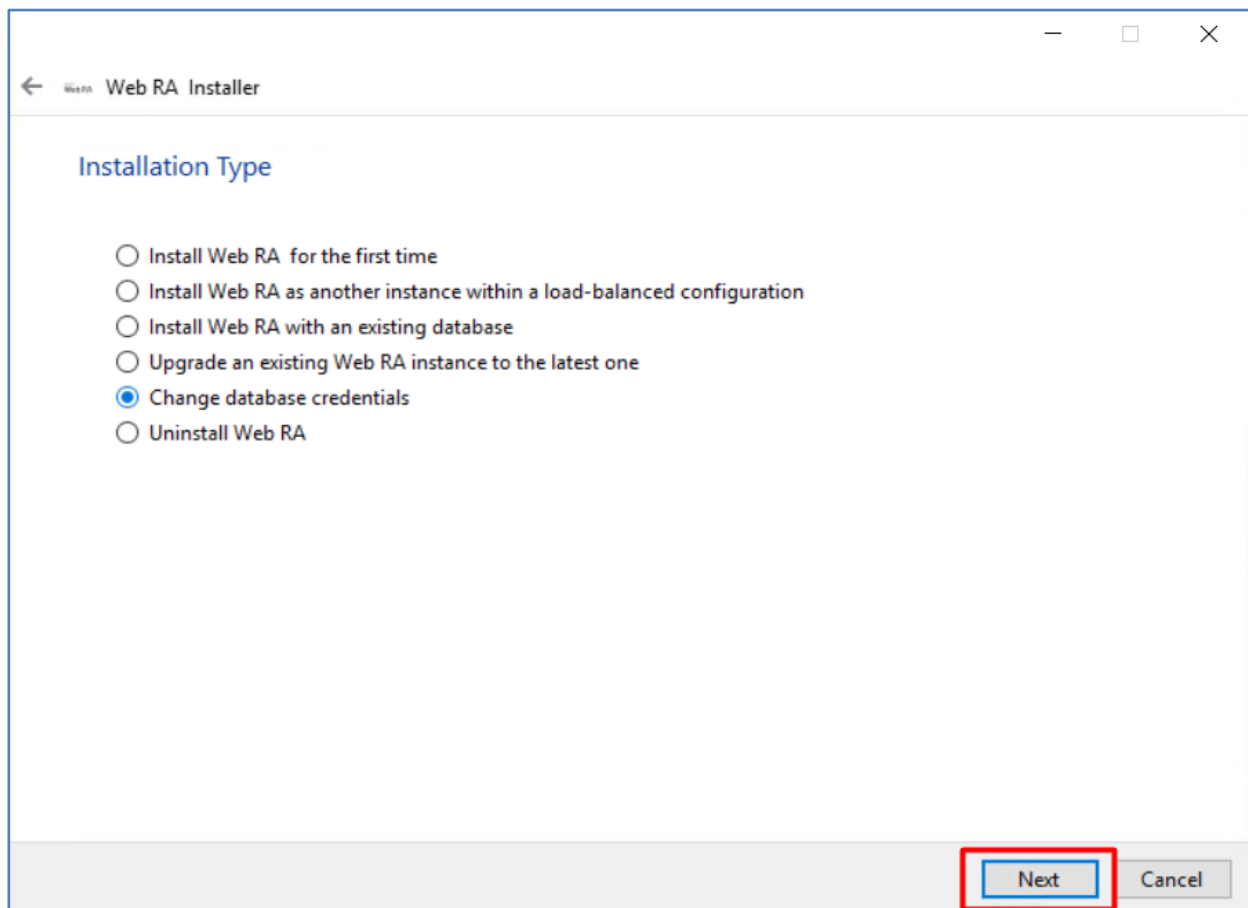 Web RA Installer
Installation Type
Install Web RA for the first time
Install Web RA as another instance within a load-balanced configuration
Install Web RA with an existing database
Upgrade an existing Web RA instance to the latest one
Change database credentials
Uninstall Web RA
Next Cancel